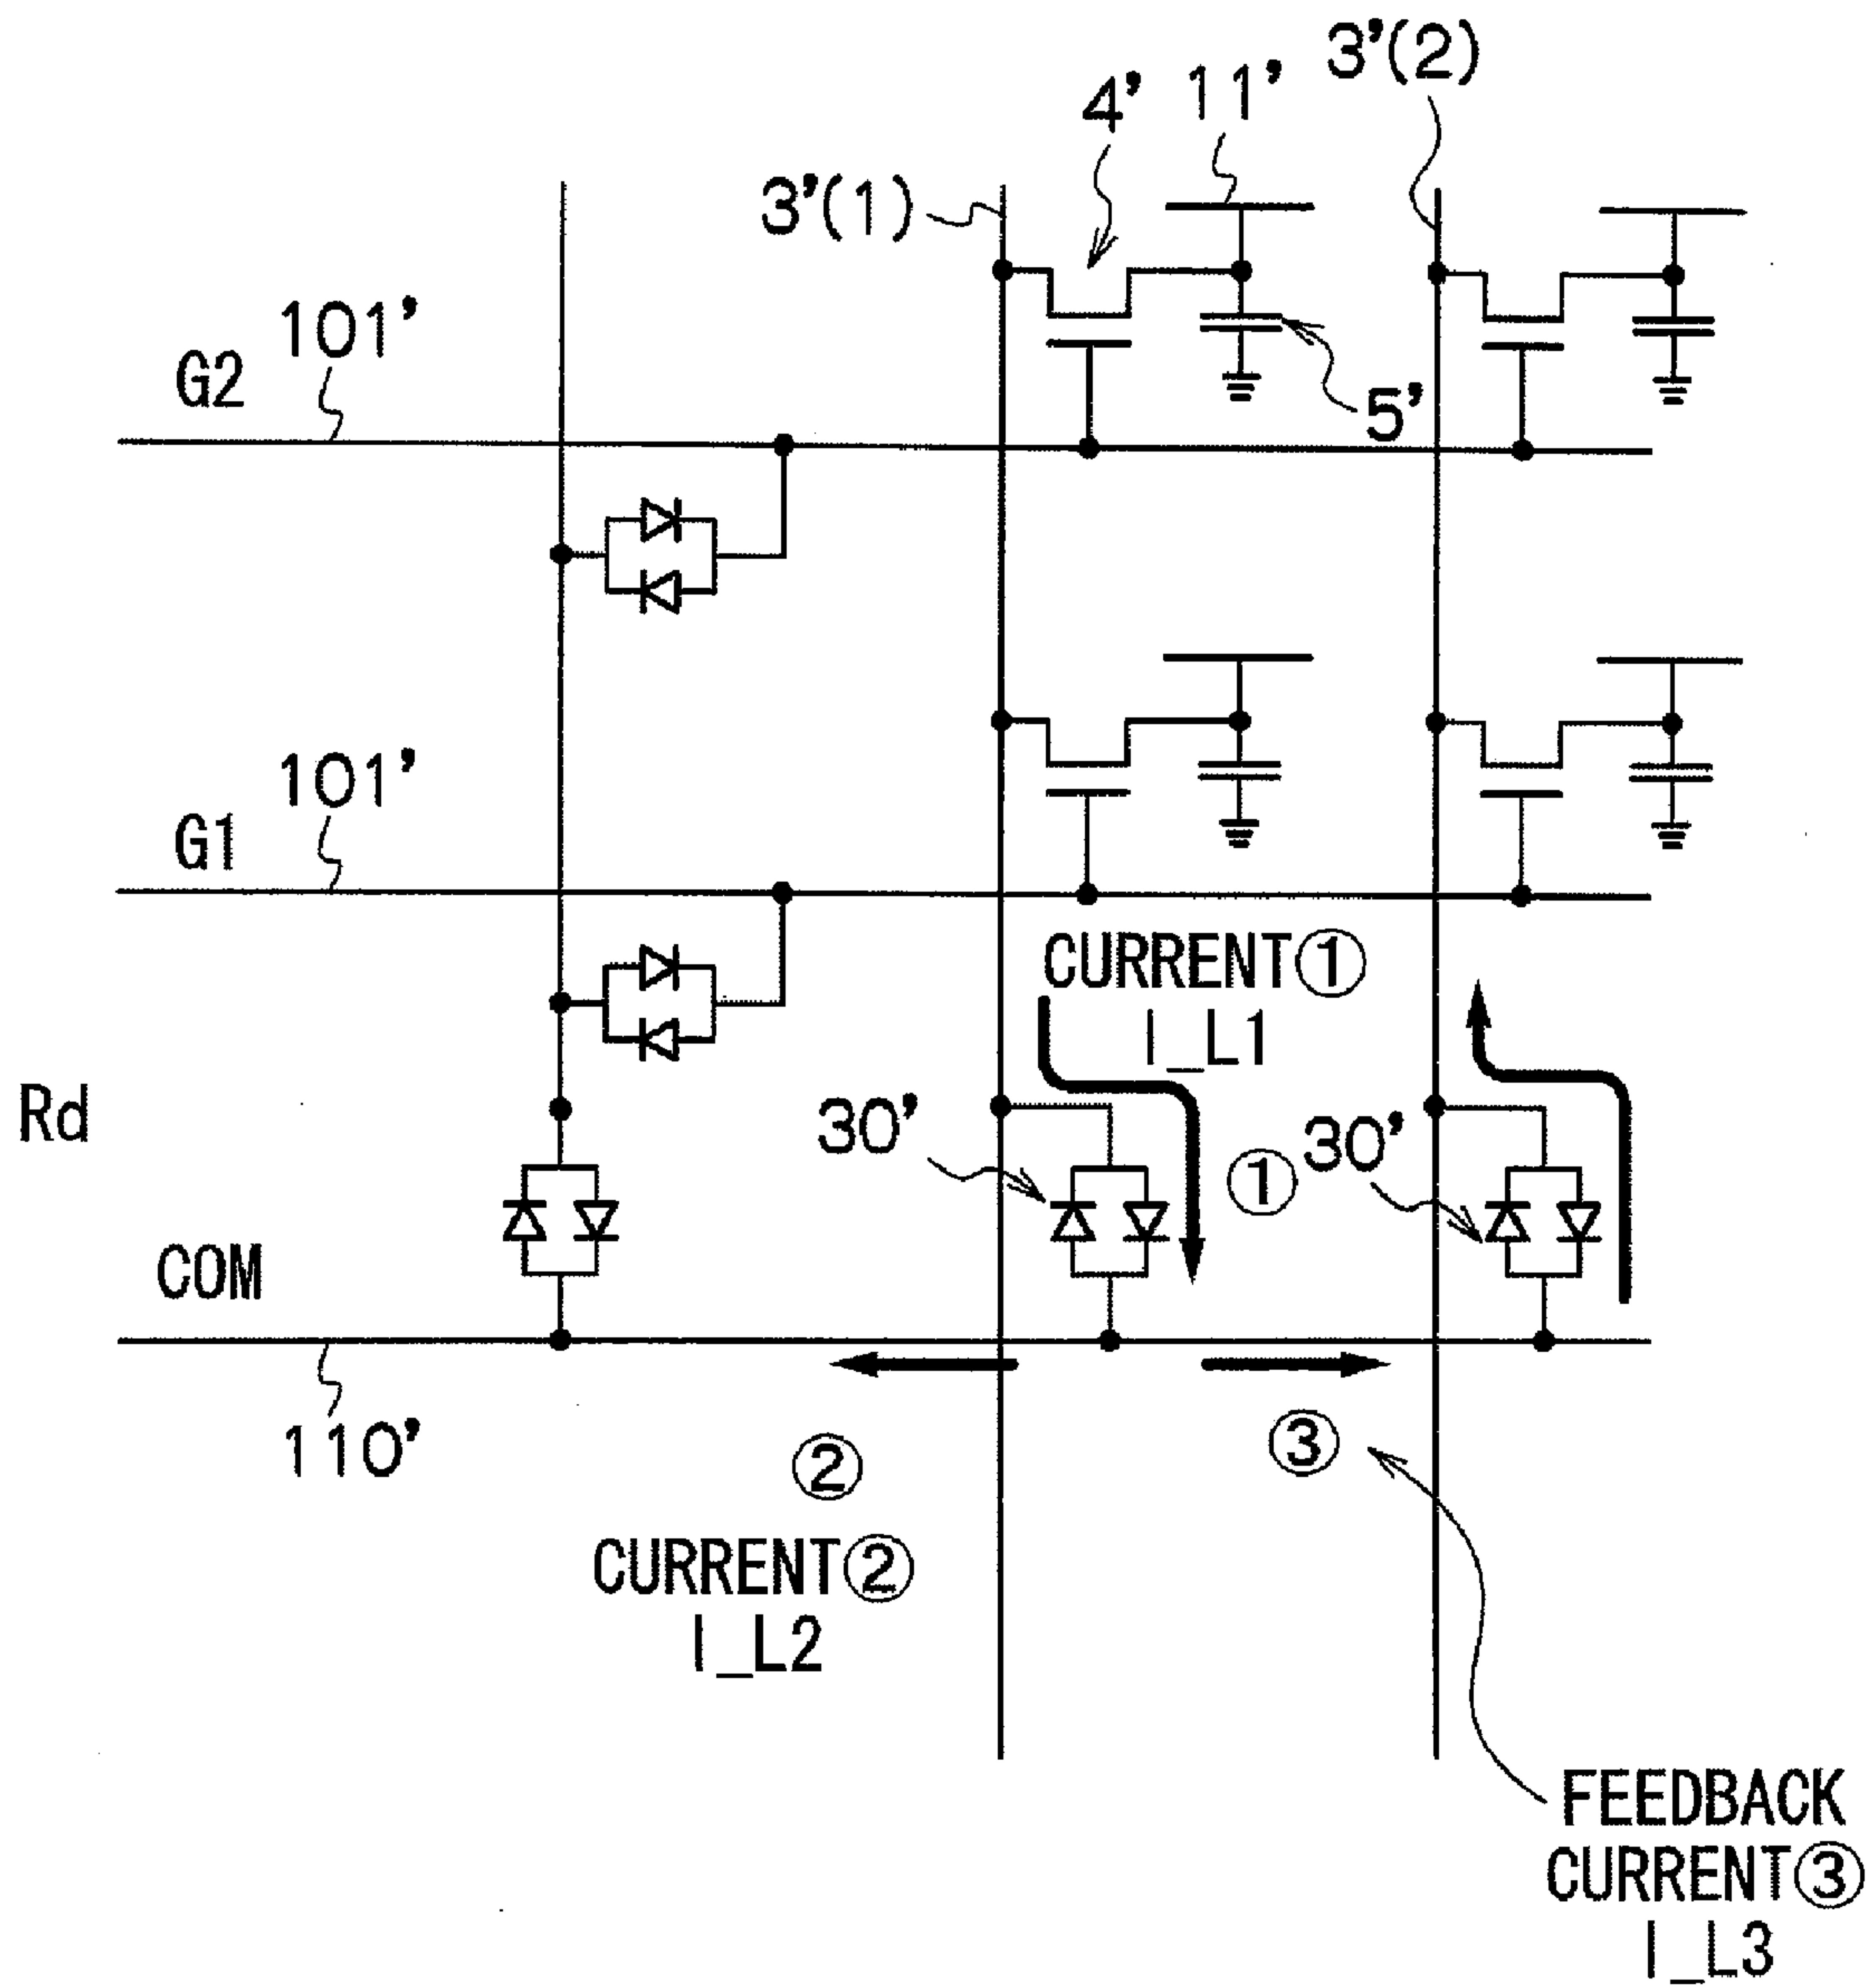 3'(2)
4'
11'
3'(1)
101'
G2
5'
101'
G1
CURRENT①
I_L1
Rd
30'
①
30'
COM
110'
②
③
CURRENT②
I_L2
FEEDBACK
CURRENT③
I_L3